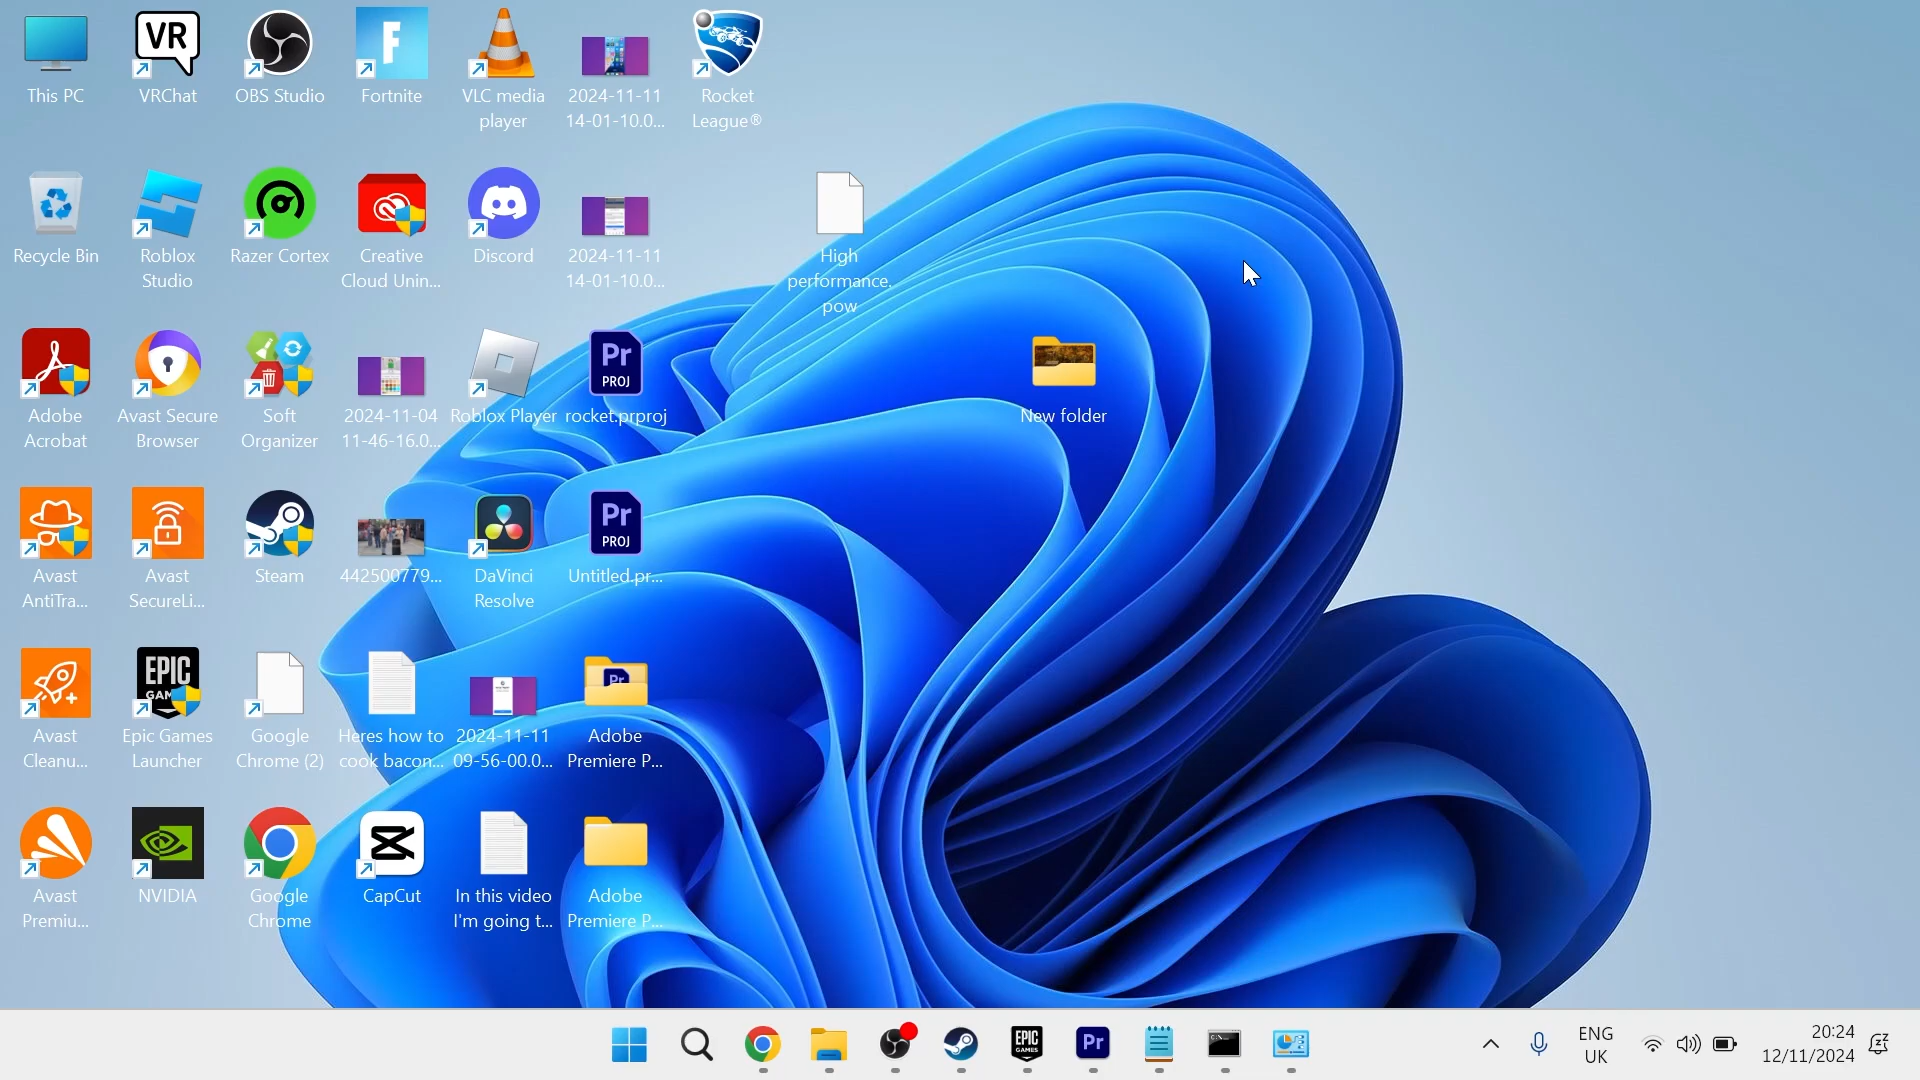 This PC
VRChat
OBS Studio
Fortnite
VLC media
player
2024-11-11
14-01-10.0...
Rocket
League®
Recycle Bin
Roblox
Studio
Razer Cortex
Creative
Cloud Unin...
Discord
2024-11-11
14-01-10.0...
High
performance.
pow
Adobe
Acrobat
Avast Secure
Browser
Soft
Organizer
2024-11-04
11-46-16.0...
Roblox Player
Pr
PROJ
rocket.prproj
New folder
Avast
AntiTra...
Avast
SecureLi...
Steam
442500779...
DaVinci
Resolve
Pr
PROJ
Untitled.pr...
Avast
Cleanu...
EPIC
GAM
Epic Games
Launcher
Google
Chrome (2)
Heres how to
cook bacon...
2024-11-11
09-56-00.0...
Pr
Adobe
Premiere P...
Avast
Premiu...
NVIDIA
Google
Chrome
CapCut
In this video
I'm going t...
Adobe
Premiere P...
VR
F
EPIC
GAMES
Pr
ENG
UK
20:24
12/11/2024